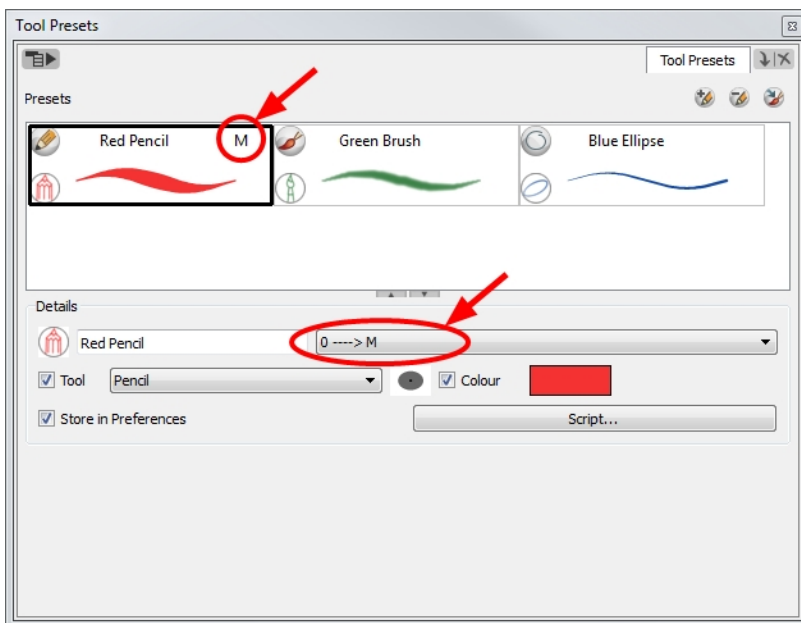 Tool Presets
Tool Presets
Presets
Red Pencil M Green Brush Blue Ellipse
Details
Red Pencil 0 ----> M
Tool Pencil Colour
Store in Preferences Script...